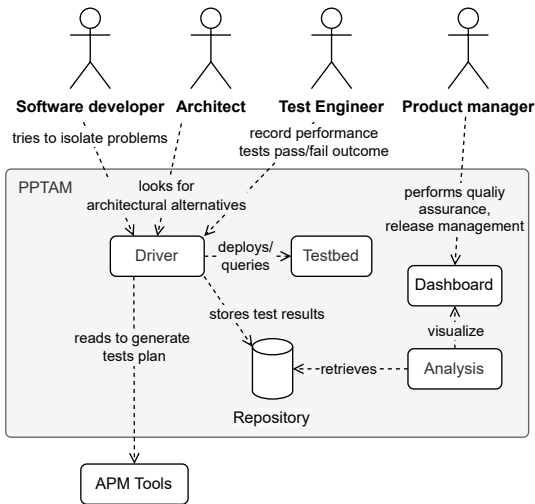 Software developer
Architect
Test Engineer
Product manager
tries to isolate problems
record performance
tests pass/fail outcome
PPTAM
looks for
architectural alternatives
performs qualiy
assurance,
release management
Driver
deploys/
queries
Testbed
Dashboard
stores test results
reads to generate
tests plan
visualize
retrieves
Analysis
Repository
APM Tools